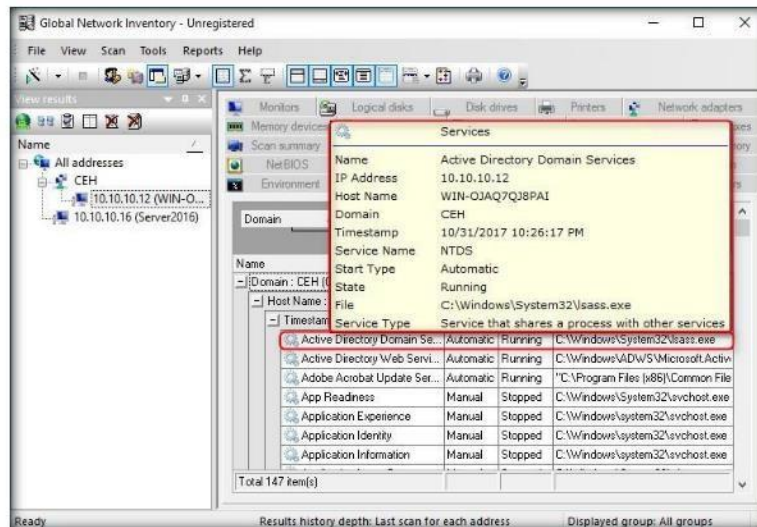 Global Network Inventory - Unregistered
File View Scan Tools Reports Help
View results
Name
All addresses
CEH
10.10.10.12 (WIN-O...
10.10.10.16 (Server2016)
Monitors Logical disks Disk drives Printers Network adapters
Memory devices
Scan summary
NetBIOS
Environment
Services
Name Active Directory Domain Services
IP Address 10.10.10.12
Host Name WIN-OJAQ7QJ8PAI
Domain CEH
Timestamp 10/31/2017 10:26:17 PM
Service Name NTDS
Start Type Automatic
State Running
File C:\Windows\System32\lsass.exe
Service Type Service that shares a process with other services
Domain
Name
Domain : CEH
Host Name :
Timestam
Active Directory Domain Se... Automatic Running C:\Windows\System32\lsass.exe
Active Directory Web Servi... Automatic Running C:\Windows\ADWS\Microsoft.Activ
Adobe Acrobat Update Ser... Automatic Running "C:\Program Files (x86)\Common File
App Readiness Manual Stopped C:\Windows\System32\svchost.exe
Application Experience Manual Stopped C:\Windows\system32\svchost.exe
Application Identity Manual Stopped C:\Windows\system32\svchost.exe
Application Information Manual Stopped C:\Windows\system32\svchost.exe
Total 147 item(s)
Ready Results history depth: Last scan for each address Displayed group: All groups